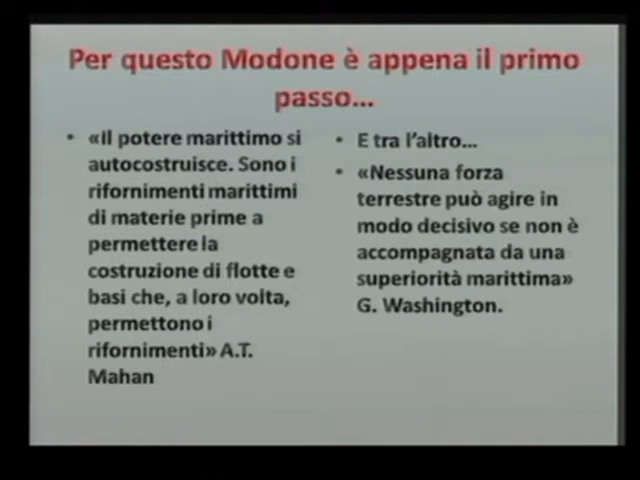 Per questo Modone è appena il primo
passo...
• «Il potere marittimo si
autocostruisce. Sono i
rifornimenti marittimi
di materie prime a
permettere la
costruzione di flotte e
basi che, a loro volta,
permettono i
rifornimenti» A.T.
Mahan
• E tra l'altro...
• «Nessuna forza
terrestre può agire in
modo decisivo se non è
accompagnata da una
superiorità marittima»
G. Washington.